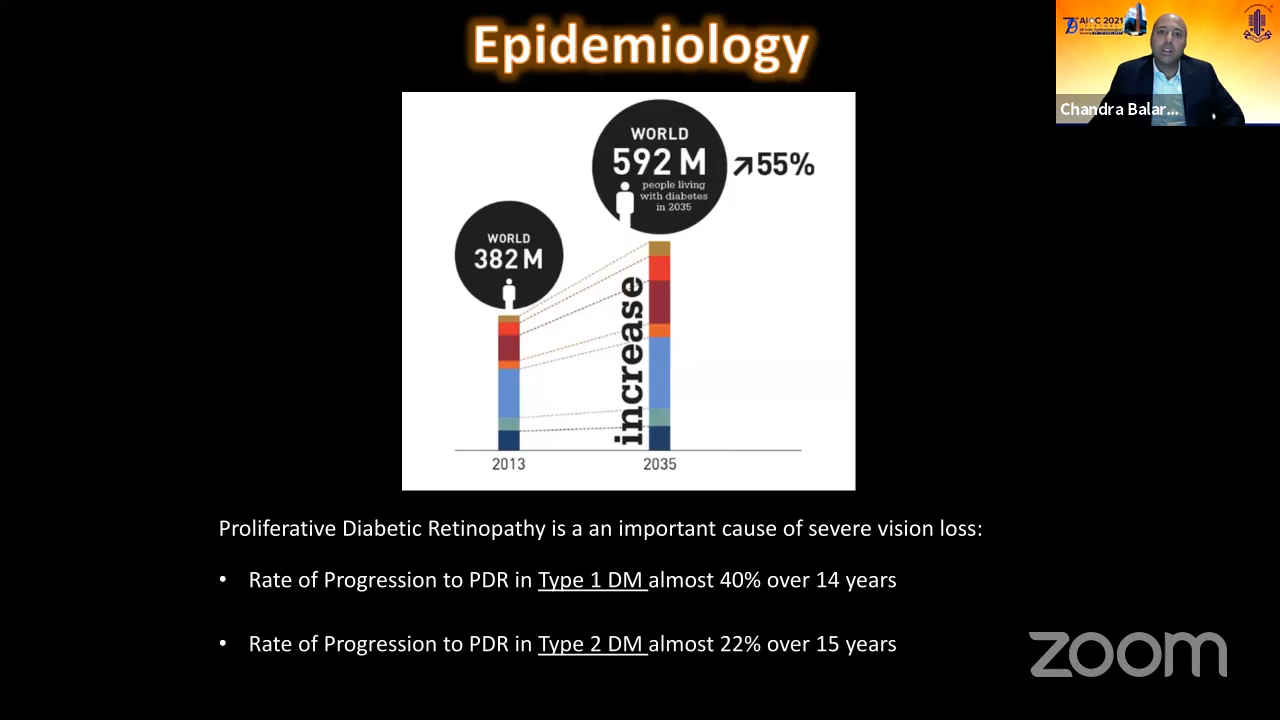 Epidemiology
AIOC 2021
Chandra Balar...
WORLD
592 M
people living
with diabetes
in 2035
↗55%
WORLD
382 M
increase
2013
2035
Proliferative Diabetic Retinopathy is a an important cause of severe vision loss:
• Rate of Progression to PDR in Type 1 DM almost 40% over 14 years
• Rate of Progression to PDR in Type 2 DM almost 22% over 15 years
zoom